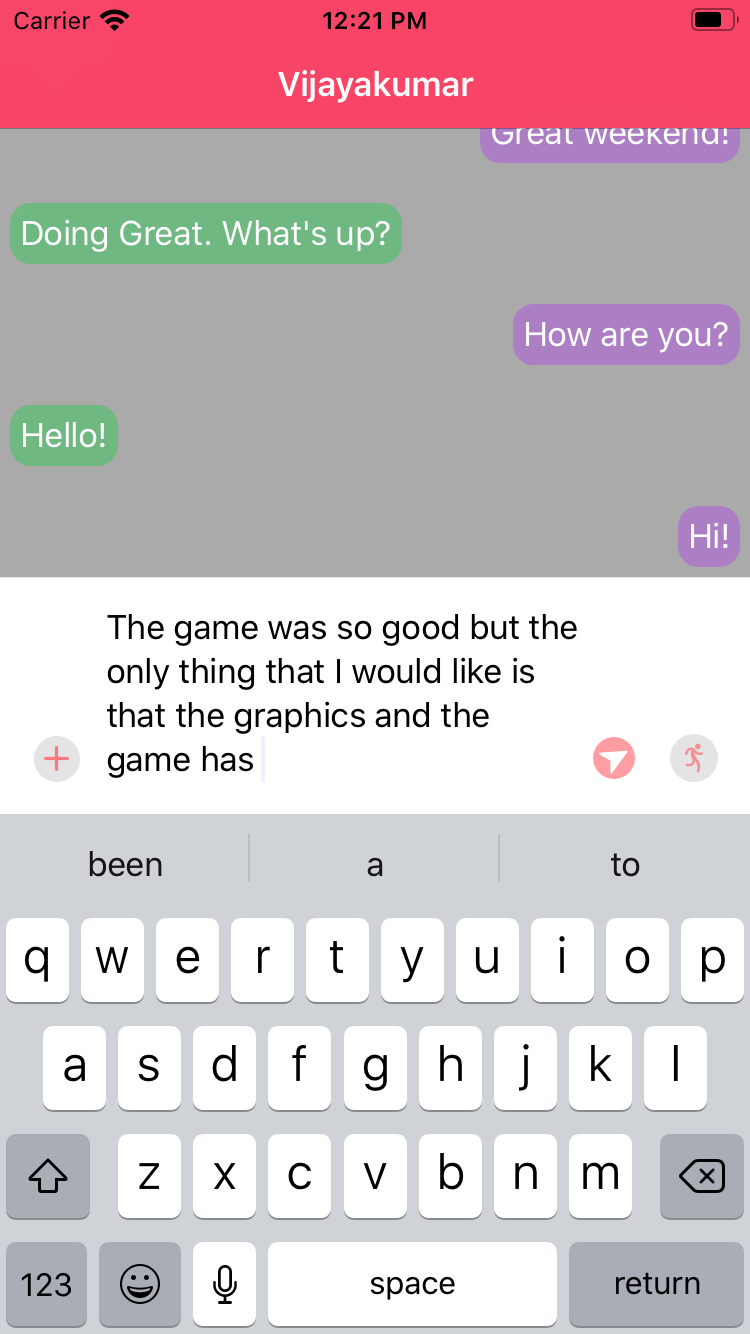 Carrier 12:21 PM
Vijayakumar
Great weekend!
Doing Great. What's up?
How are you?
Hello!
Hi!
The game was so good but the
only thing that I would like is
that the graphics and the
game has
been a to
q w e r t y u i o p
a s d f g h j k l
z x c v b n m
123 space return